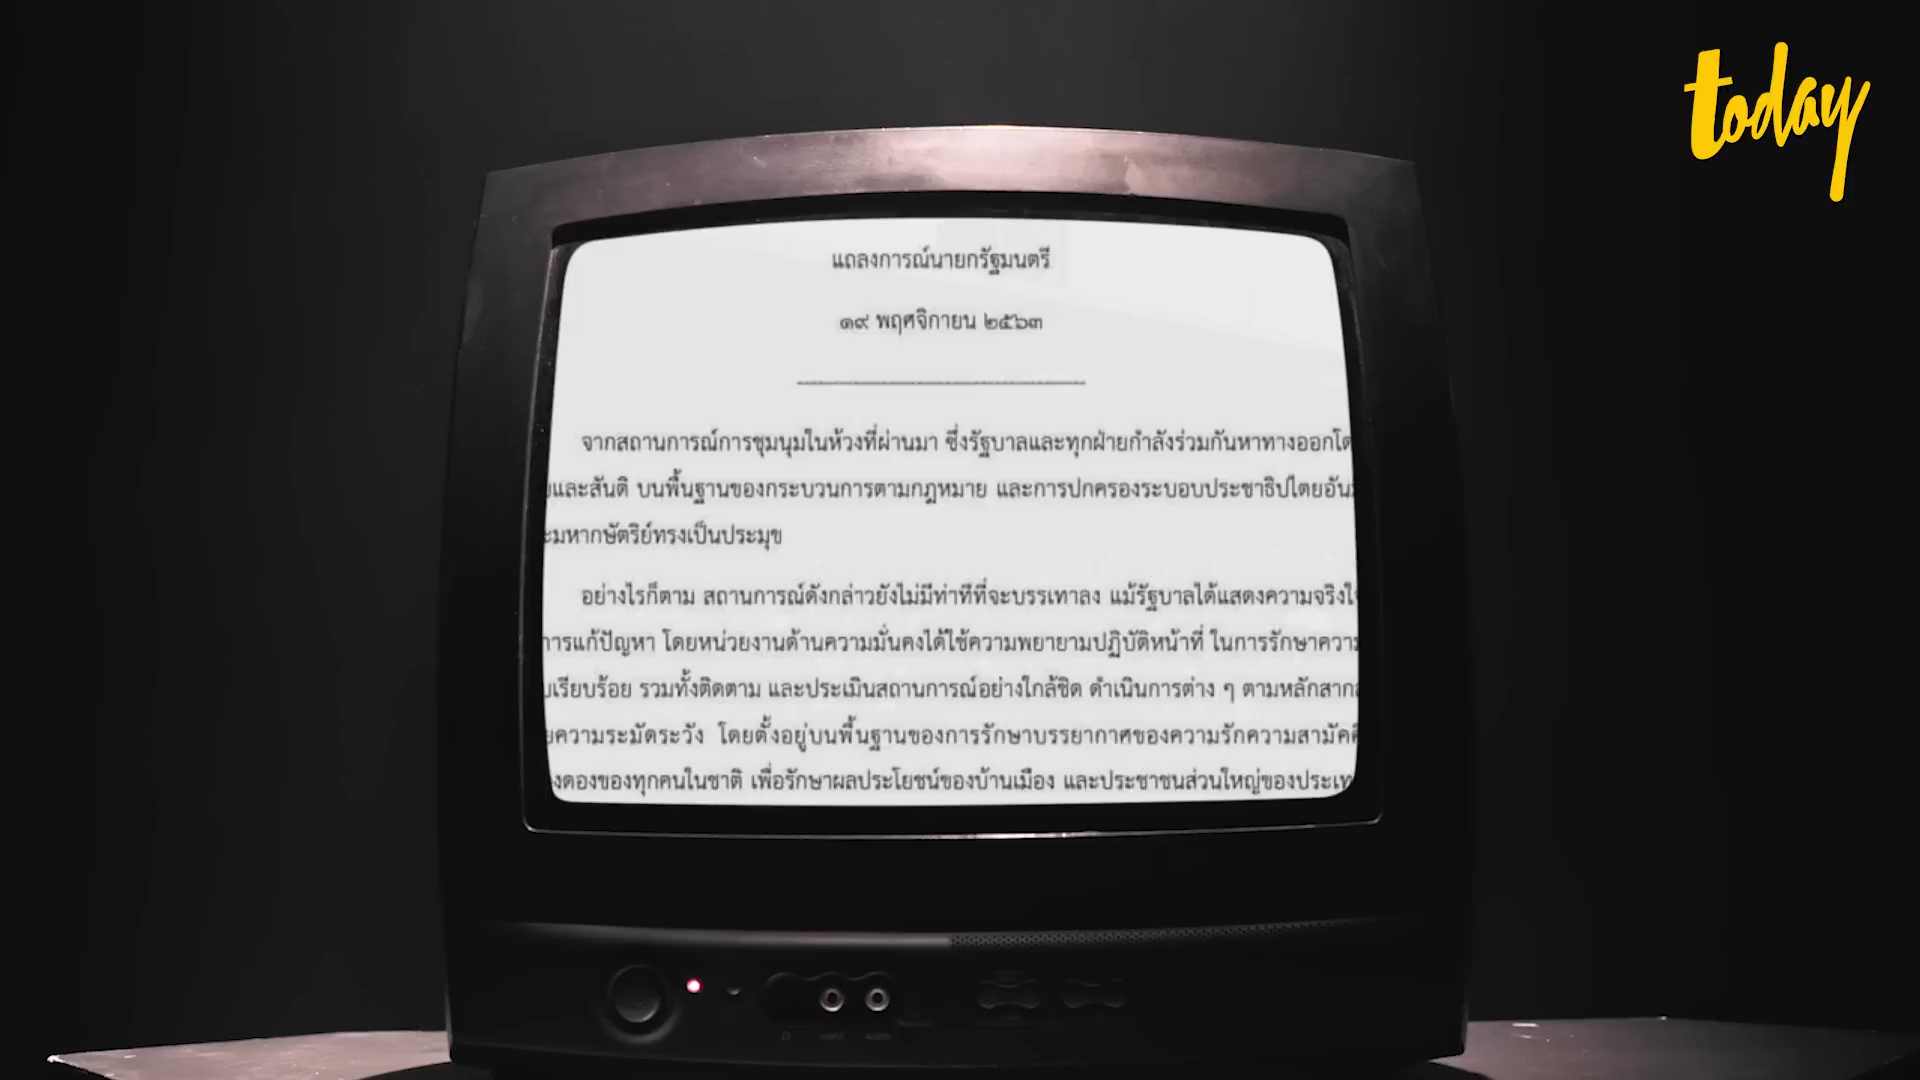 today
แถลงการณ์นายกรัฐมนตรี
๑๙ พฤศจิกายน ๒๕๖๓
จากสถานการณ์การชุมนุมในห้วงที่ผ่านมา ซึ่งรัฐบาลและทุกฝ่ายกำลังร่วมกันหาทางออกโด
และสันติ บนพื้นฐานของกระบวนการตามกฎหมาย และการปกครองระบอบประชาธิปไตยอัน
ะมหากษัตริย์ทรงเป็นประมุข
อย่างไรก็ตาม สถานการณ์ดังกล่าวยังไม่มีท่าทีที่จะบรรเทาลง แม้รัฐบาลได้แสดงความจริงใ
การแก้ปัญหา โดยหน่วยงานด้านความมั่นคงได้ใช้ความพยายามปฏิบัติหน้าที่ ในการรักษาความ
บเรียบร้อย รวมทั้งติดตาม และประเมินสถานการณ์อย่างใกล้ชิด ดำเนินการต่าง ๆ ตามหลักสาก
ยความระมัดระวัง โดยตั้งอยู่บนพื้นฐานของการรักษาบรรยากาศของความรักความสามัคคี
งดองของทุกคนในชาติ เพื่อรักษาผลประโยชน์ของบ้านเมือง และประชาชนส่วนใหญ่ของประเท